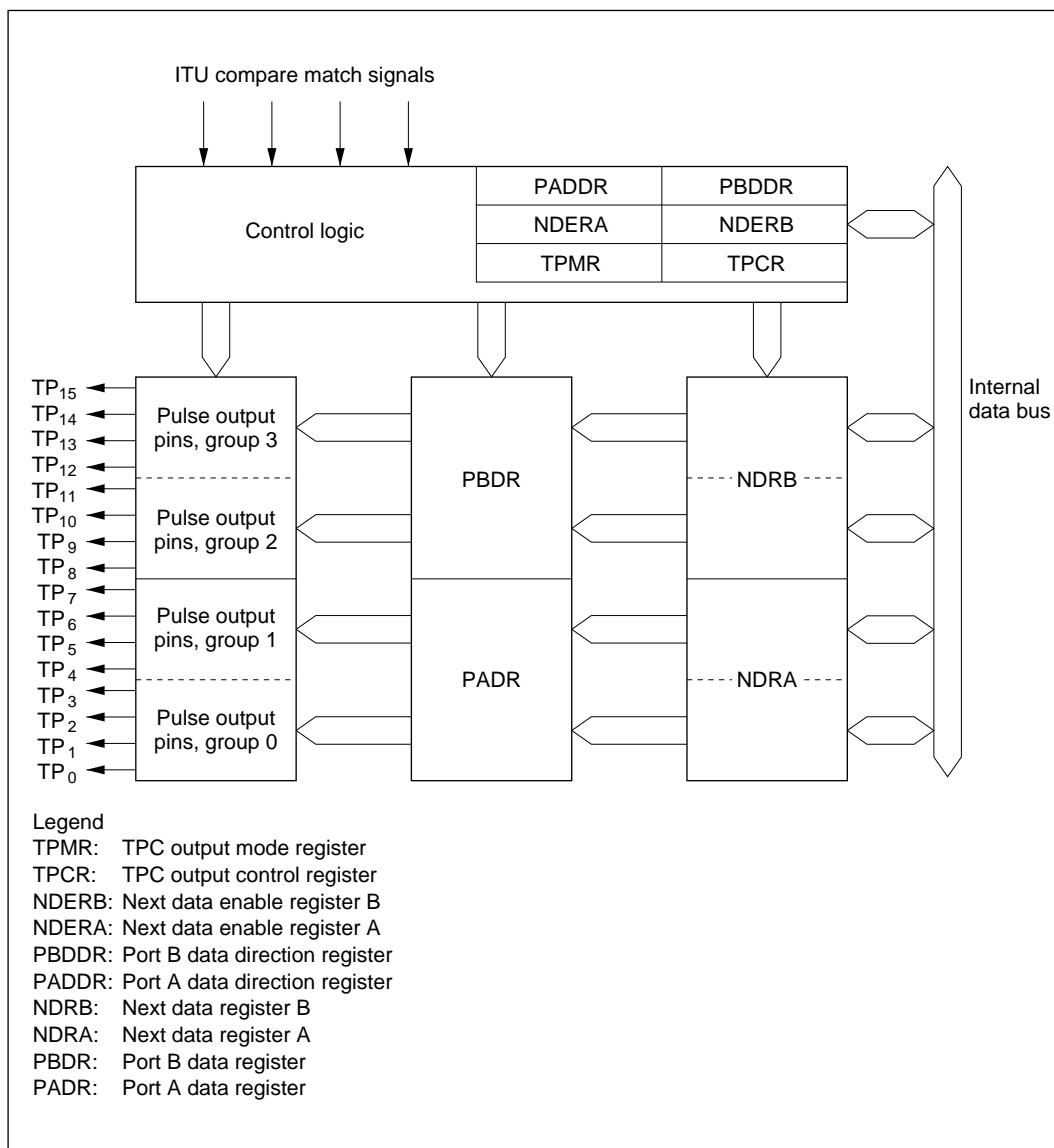 ITU compare match signals
Control logic
PADDR
PBDDR
NDERA
NDERB
TPMR
TPCR
Internal
data bus
TP15
TP14
TP13
TP12
TP11
TP10
TP9
TP8
TP7
TP6
TP5
TP4
TP3
TP2
TP1
TP0
Pulse output
pins, group 3
Pulse output
pins, group 2
Pulse output
pins, group 1
Pulse output
pins, group 0
PBDR
PADR
NDRB
NDRA
Legend
TPMR: TPC output mode register
TPCR: TPC output control register
NDERB: Next data enable register B
NDERA: Next data enable register A
PBDDR: Port B data direction register
PADDR: Port A data direction register
NDRB: Next data register B
NDRA: Next data register A
PBDR: Port B data register
PADR: Port A data register